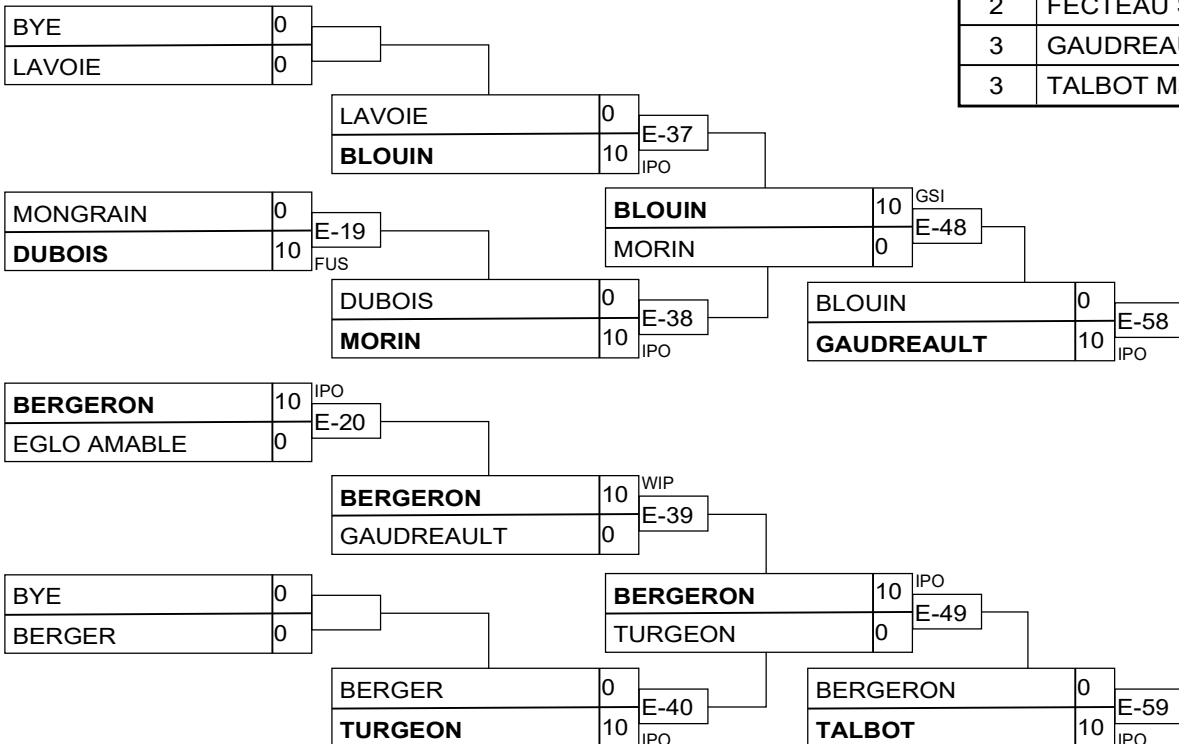 2 FECTEAU
3 GAUDREAU
3 TALBOT
BYE 0
LAVOIE 0
LAVOIE 0
E-37
BLOUIN 10
IPO
MONGRAIN 0
E-19
DUBOIS 10
FUS
BLOUIN 10 GSI
E-48
MORIN 0
DUBOIS 0
E-38
MORIN 10
IPO
BLOUIN 0
E-58
GAUDREAULT 10
IPO
BERGERON 10 IPO
E-20
EGLO AMABLE 0
BERGERON 10 WIP
E-39
GAUDREAULT 0
BYE 0
BERGER 0
BERGERON 10 IPO
E-49
TURGEON 0
BERGER 0
E-40
TURGEON 10
IPO
BERGERON 0
E-59
TALBOT 10
IPO